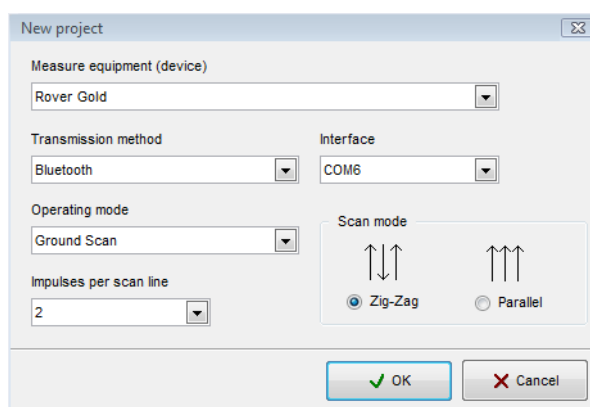 New project
Measure equipment (device)
Rover Gold
Transmission method
Interface
Bluetooth
COM6
Operating mode
Ground Scan
Scan mode
Impulses per scan line
2
Zig-Zag
Parallel
OK
Cancel